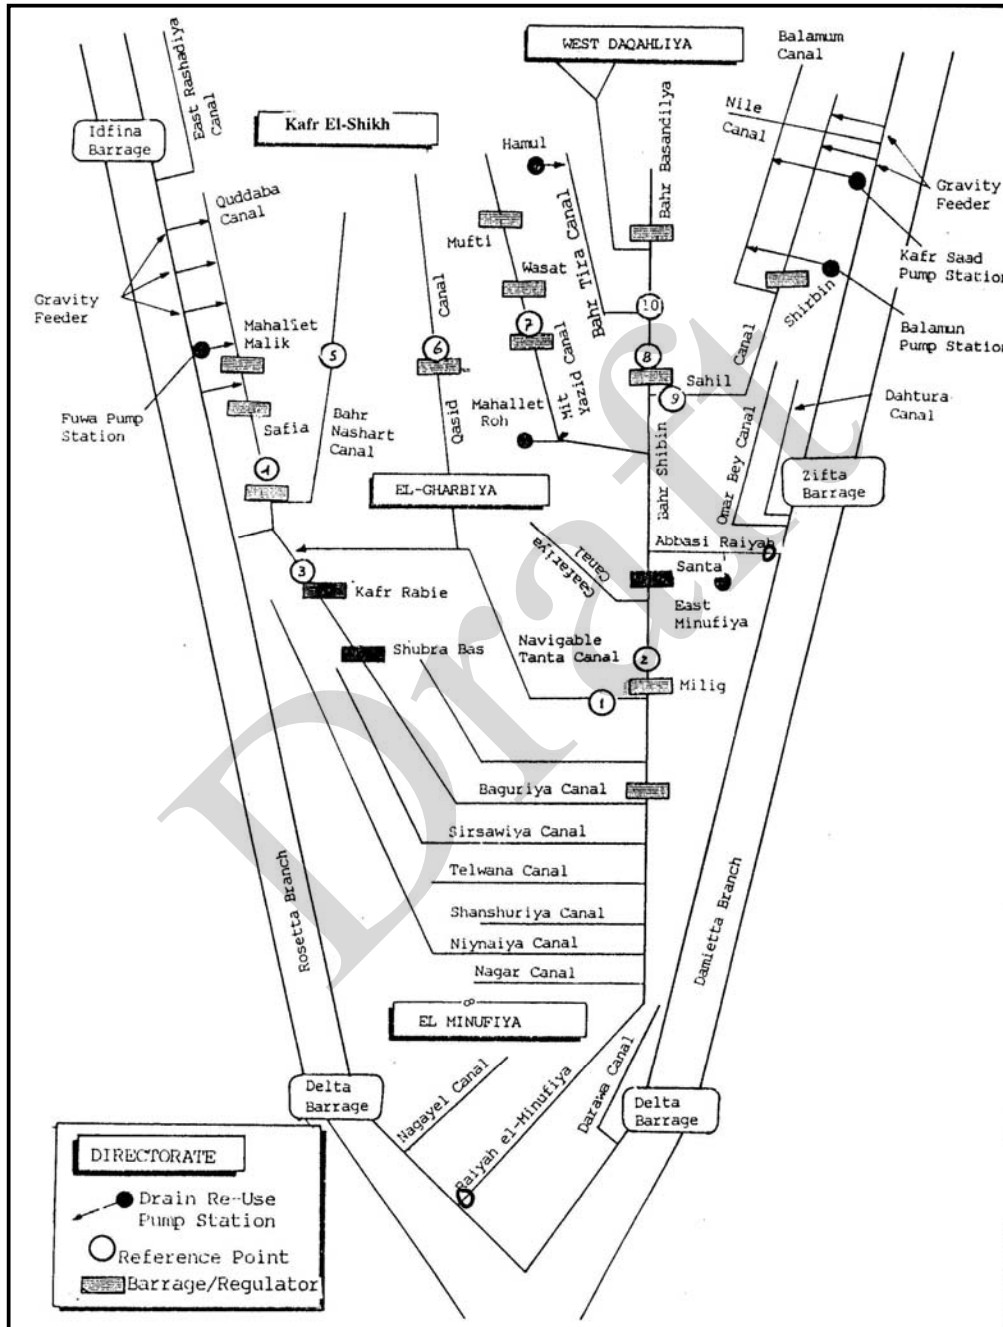 WEST DAQAHLIYA
Balamum
Canal
East Rashadiya
Canal
Idfina
Barrage
Kafr El-Shikh
Hamul
Nile
Canal
Bahr Basandilya
Gravity
Feeder
Quddaba
Canal
Mufti
Bahr Tira Canal
Canal
Wasat
Kafr Saad
Pump Station
Shirbin
Gravity
Feeder
Mahallet
Malik
10
5
6
7
8
Balamun
Pump Station
Canal
Sahil
9
Mit
Yazid Canal
Fuwa Pump
Station
Safia
Bahr
Nashart
Canal
Qasid
Mahallet
Roh
Dahtura
Canal
Omar Bey Canal
Bahr Shibin
4
EL-GHARBIYA
Zifta
Barrage
Abbasi Raiyah
Gaafariya
Canal
Santa
3
Kafr Rabie
East
Minufiya
Shubra Bas
Navigable
Tanta Canal
2
Milig
1
Draft
Baguriya Canal
Sirsawiya Canal
Telwana Canal
Shanshuriya Canal
Niynaiya Canal
Nagar Canal
Rosetta Branch
Damietta Branch
8
EL MINUFIYA
Delta
Barrage
Nagayel Canal
Raiyah el-Minufiya
Darawa Canal
Delta
Barrage
DIRECTORATE
Drain Re-Use
Pump Station
Reference Point
Barrage/Regulator